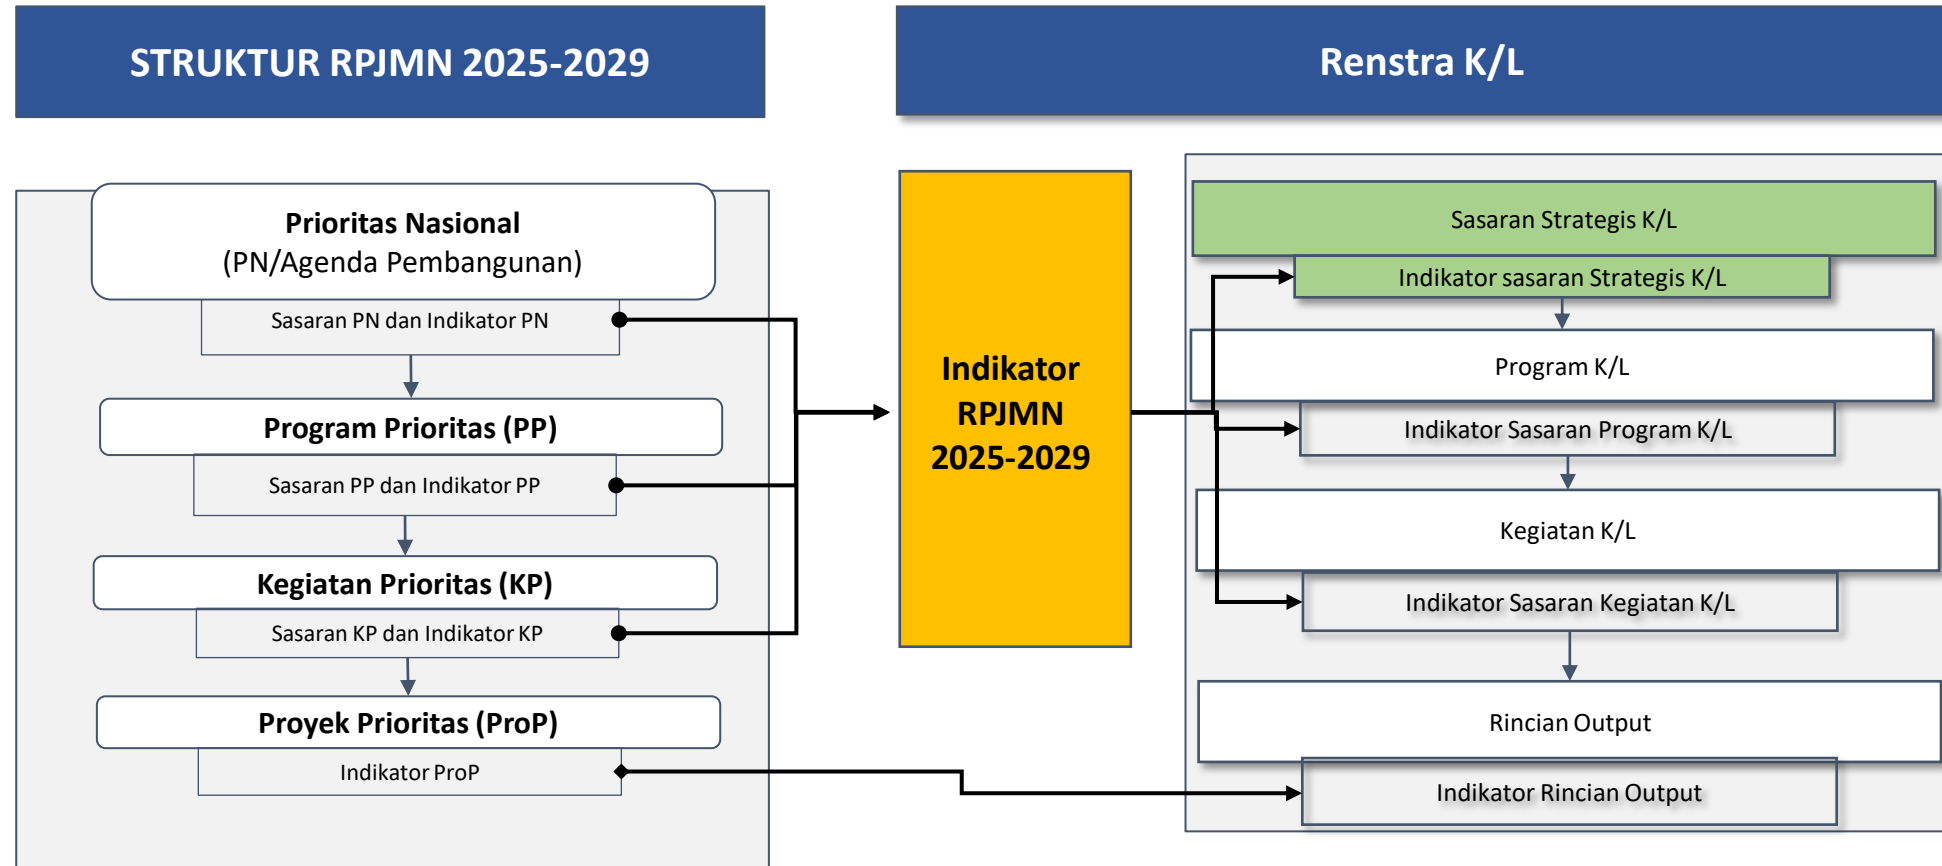 STRUKTUR RPJMN 2025-2029
Renstra K/L
Prioritas Nasional
(PN/Agenda Pembangunan)
Sasaran PN dan Indikator PN
Program Prioritas (PP)
Sasaran PP dan Indikator PP
Kegiatan Prioritas (KP)
Sasaran KP dan Indikator KP
Proyek Prioritas (ProP)
Indikator ProP
Indikator
RPJMN
2025-2029
Sasaran Strategis K/L
Indikator sasaran Strategis K/L
Program K/L
Indikator Sasaran Program K/L
Kegiatan K/L
Indikator Sasaran Kegiatan K/L
Rincian Output
Indikator Rincian Output